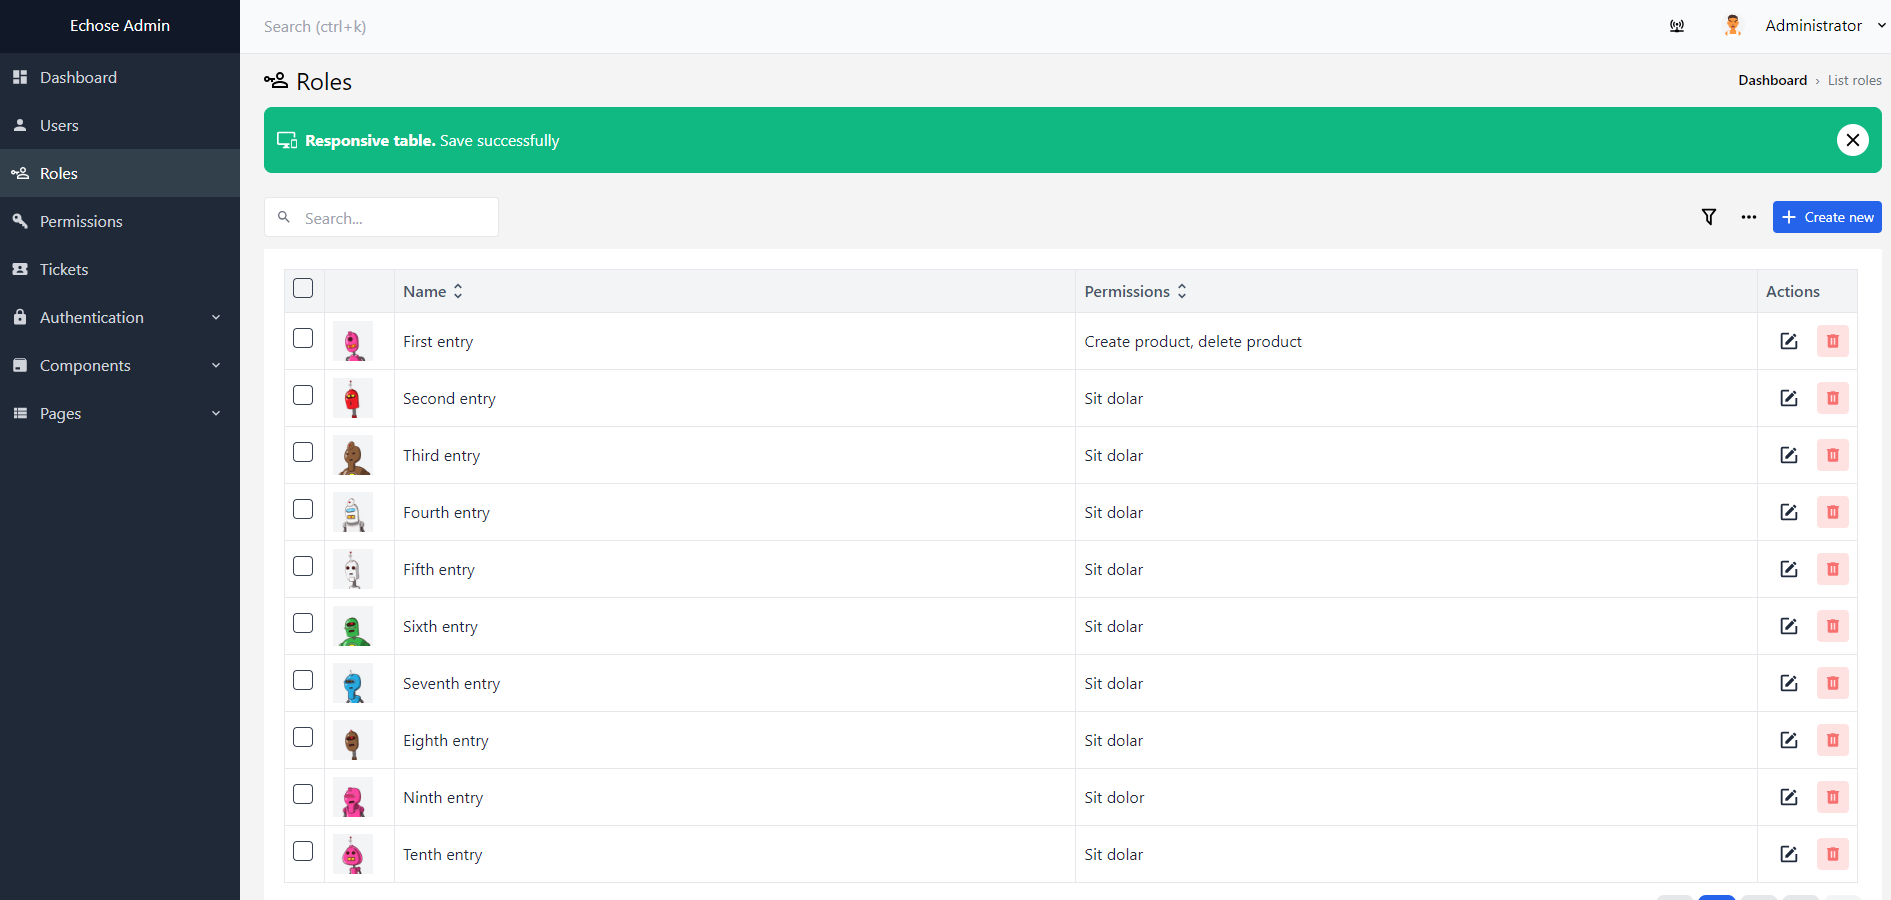 Echose Admin
Search (ctrl+k)
Administrator
Dashboard
Users
Roles
Permissions
Tickets
Authentication
Components
Pages
Roles
Dashboard › List roles
Responsive table. Save successfully
Search...
Create new
Name Permissions Actions
First entry Create product, delete product
Second entry Sit dolar
Third entry Sit dolar
Fourth entry Sit dolar
Fifth entry Sit dolar
Sixth entry Sit dolar
Seventh entry Sit dolar
Eighth entry Sit dolar
Ninth entry Sit dolor
Tenth entry Sit dolar